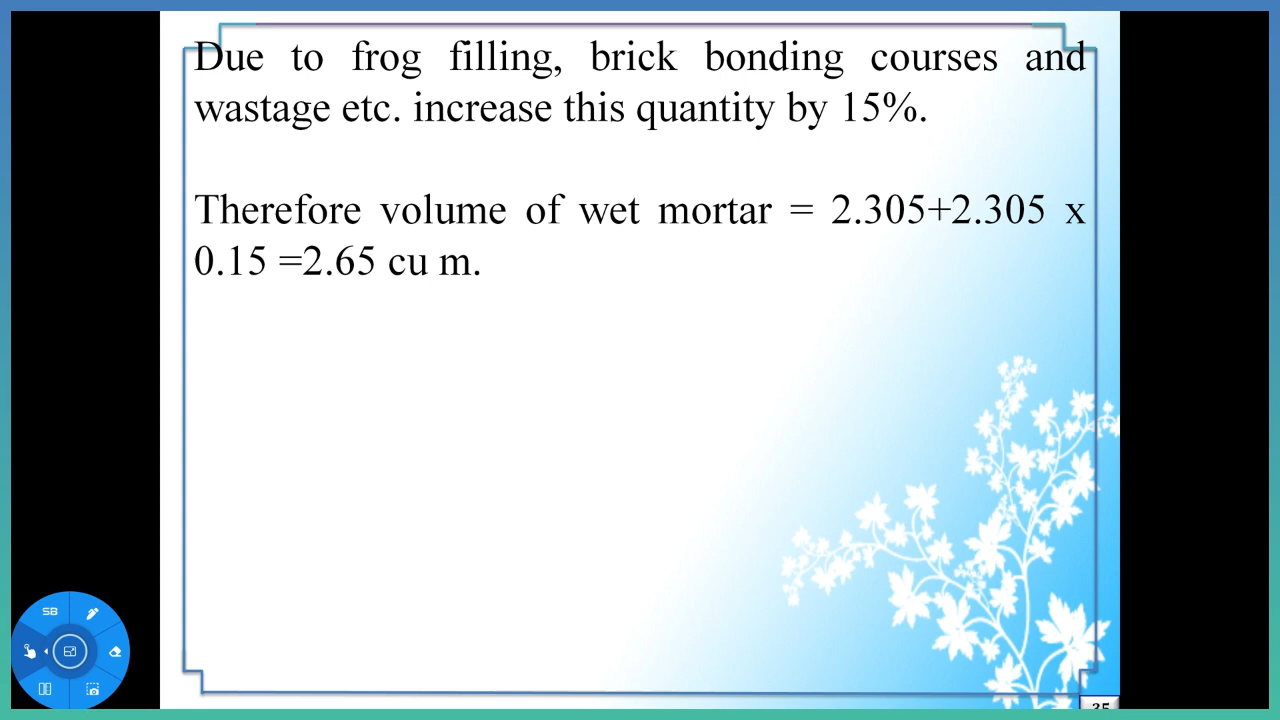 Due to frog filling, brick bonding courses and
wastage etc. increase this quantity by 15%.
Therefore volume of wet mortar = 2.305+2.305 x
0.15 =2.65 cu m.
SB
35